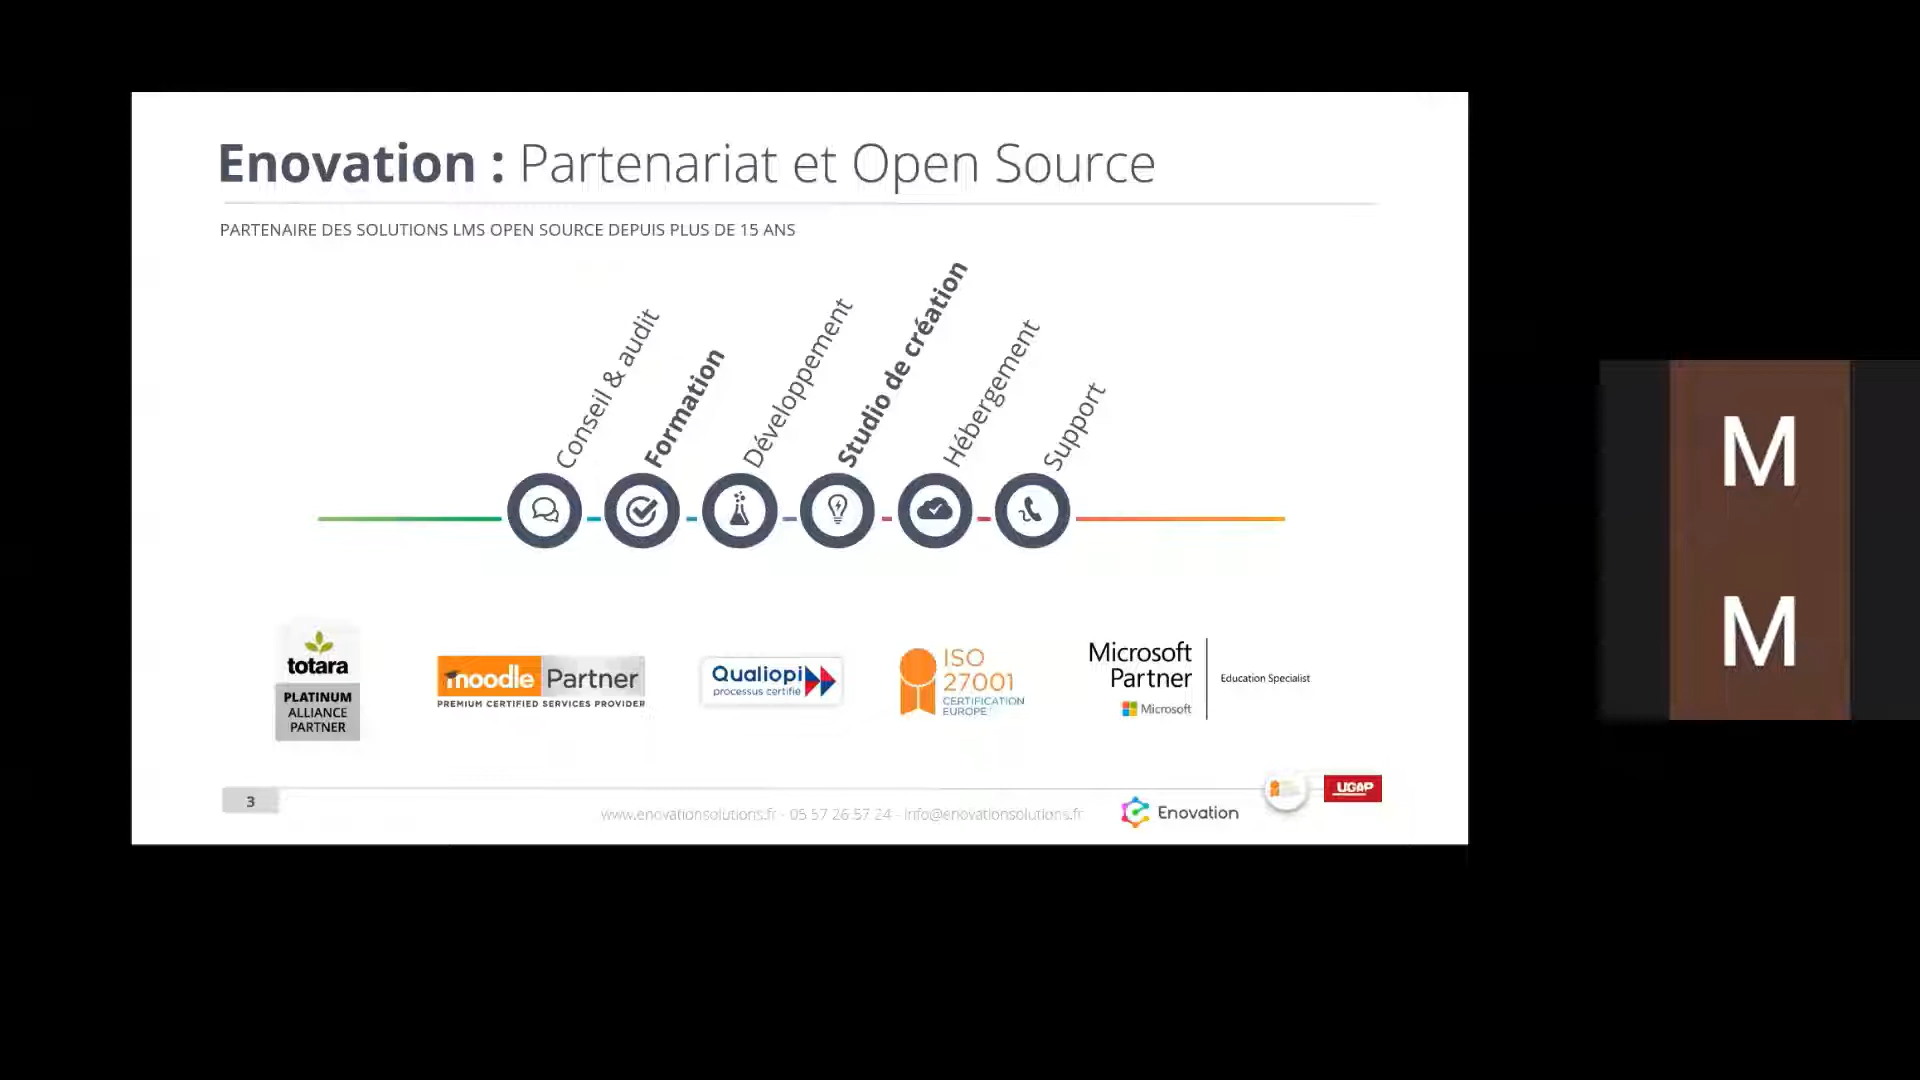 Enovation : Partenariat et Open Source
PARTENAIRE DES SOLUTIONS LMS OPEN SOURCE DEPUIS PLUS DE 15 ANS
Conseil & audit
Formation
Développement
Studio de création
Hébergement
Support
totara
PLATINUM
ALLIANCE
PARTNER
moodle Partner
PREMIUM CERTIFIED SERVICES PROVIDER
Qualiopi
processus certifié
ISO
27001
CERTIFICATION
EUROPE
Microsoft
Partner
Microsoft
Education Specialist
3
www.enovationsolutions.fr - 05 57 26 57 24 - info@enovationsolutions.fr
Enovation
UGAP
M
M